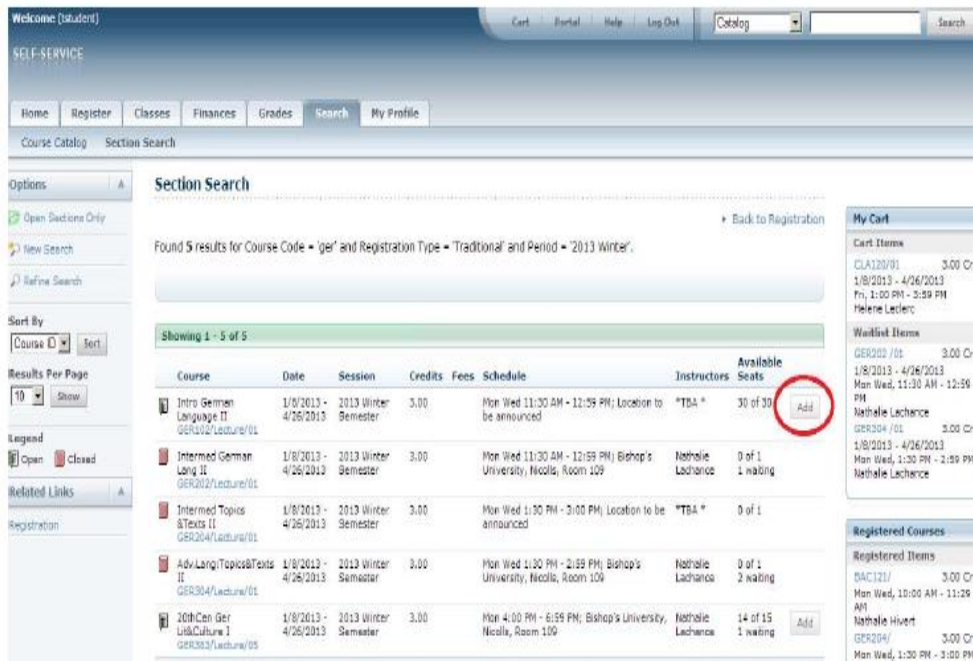 Welcome (tstudent)
Cart Portal Help Log Out Catalog Search
SELF-SERVICE
Home Register Classes Finances Grades Search My Profile
Course Catalog Section Search
Options
Open Sections Only
New Search
Refine Search
Sort By
Course ID Sort
Results Per Page
10 Show
Legend
Open Closed
Related Links
Registration
Section Search
Back to Registration
Found 5 results for Course Code = 'ger' and Registration Type = 'Traditional' and Period = '2013 Winter'.
Showing 1 - 5 of 5
Course Date Session Credits Fees Schedule Instructors Available Seats
Intro German 1/8/2013 - 2013 Winter 3.00 Mon Wed 11:30 AM - 12:59 PM; Location to *TBA * 30 of 30 Add
Language II 4/26/2013 Semester be announced
GER102/Lecture/01
Intermed German 1/8/2013 - 2013 Winter 3.00 Mon Wed 11:30 AM - 12:59 PM; Bishop's Nathalie 0 of 1
Lang II 4/26/2013 Semester University, Nicolls, Room 109 Lachance 1 waiting
GER202/Lecture/01
Intermed Topics 1/8/2013 - 2013 Winter 3.00 Mon Wed 1:30 PM - 3:00 PM; Location to be *TBA * 0 of 1
&Texts II 4/26/2013 Semester announced
GER204/Lecture/01
Adv.Lang:Topics&Texts 1/8/2013 - 2013 Winter 3.00 Mon Wed 1:30 PM - 2:59 PM; Bishop's Nathalie 0 of 1
II 4/26/2013 Semester University, Nicolls, Room 109 Lachance 2 waiting
GER304/Lecture/01
20thCen Ger 1/8/2013 - 2013 Winter 3.00 Mon 4:00 PM - 6:59 PM; Bishop's University, Nathalie 14 of 15 Add
Lit&Culture I 4/26/2013 Semester Nicolls, Room 109 Lachance 1 waiting
GER383/Lecture/05
My Cart
Cart Items
CLA120/01 3.00 Cr
1/8/2013 - 4/26/2013
Fri, 1:00 PM - 3:59 PM
Helene Leclerc
Waitlist Items
GER202 /01 3.00 Cr
1/8/2013 - 4/26/2013
Mon Wed, 11:30 AM - 12:59
PM
Nathalie Lachance
GER304 /01 3.00 Cr
1/8/2013 - 4/26/2013
Mon Wed, 1:30 PM - 2:59 PM
Nathalie Lachance
Registered Courses
Registered Items
BAC121/ 3.00 Cr
Mon Wed, 10:00 AM - 11:29
AM
Nathalie Hivert
GER204/ 3.00 Cr
Mon Wed, 1:30 PM - 3:00 PM